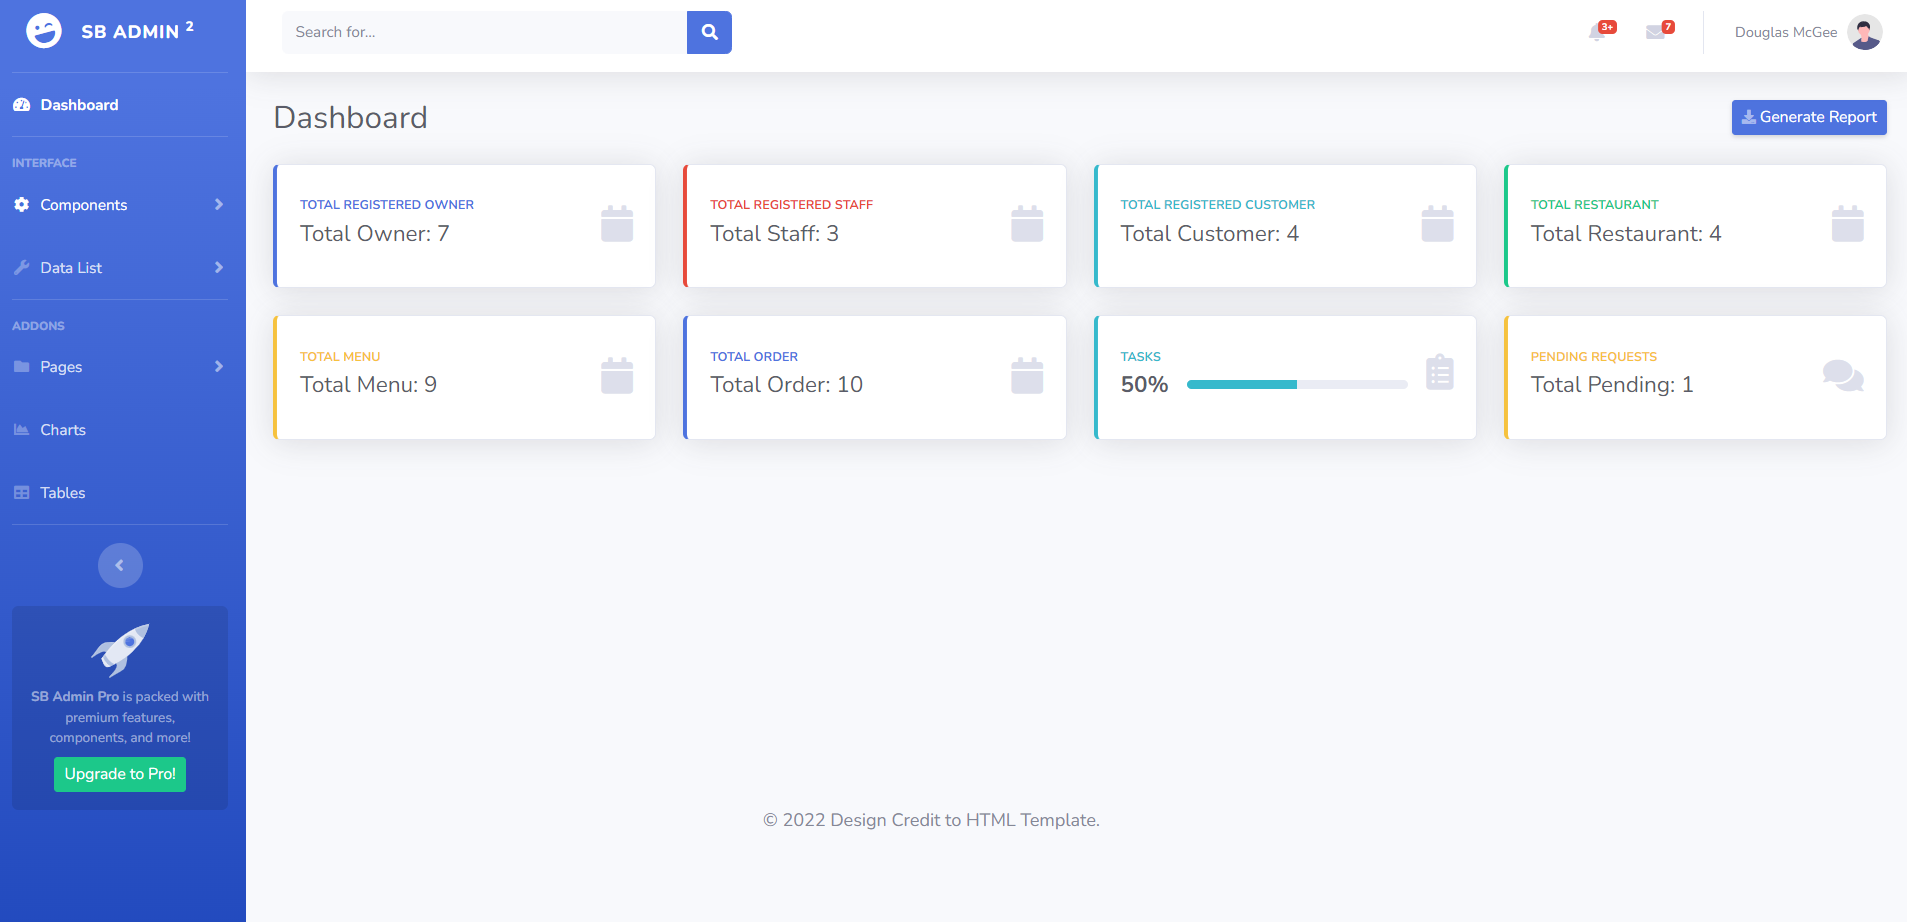 SB ADMIN 2
Dashboard
INTERFACE
Components
Data List
ADDONS
Pages
Charts
Tables
SB Admin Pro is packed with
premium features,
components, and more!
Upgrade to Pro!
Search for...
3+
7
Douglas McGee
Dashboard
Generate Report
TOTAL REGISTERED OWNER
Total Owner: 7
TOTAL REGISTERED STAFF
Total Staff: 3
TOTAL REGISTERED CUSTOMER
Total Customer: 4
TOTAL RESTAURANT
Total Restaurant: 4
TOTAL MENU
Total Menu: 9
TOTAL ORDER
Total Order: 10
TASKS
50%
PENDING REQUESTS
Total Pending: 1
© 2022 Design Credit to HTML Template.